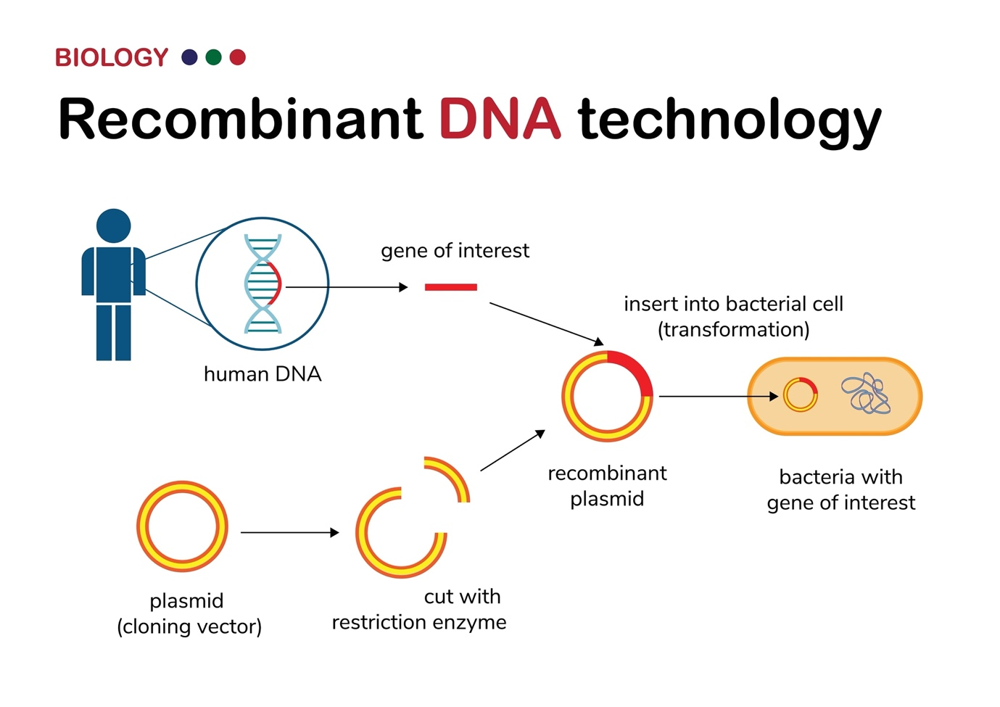 BIOLOGY
Recombinant DNA technology
gene of interest
human DNA
insert into bacterial cell
(transformation)
recombinant
plasmid
bacteria with
gene of interest
plasmid
(cloning vector)
cut with
restriction enzyme